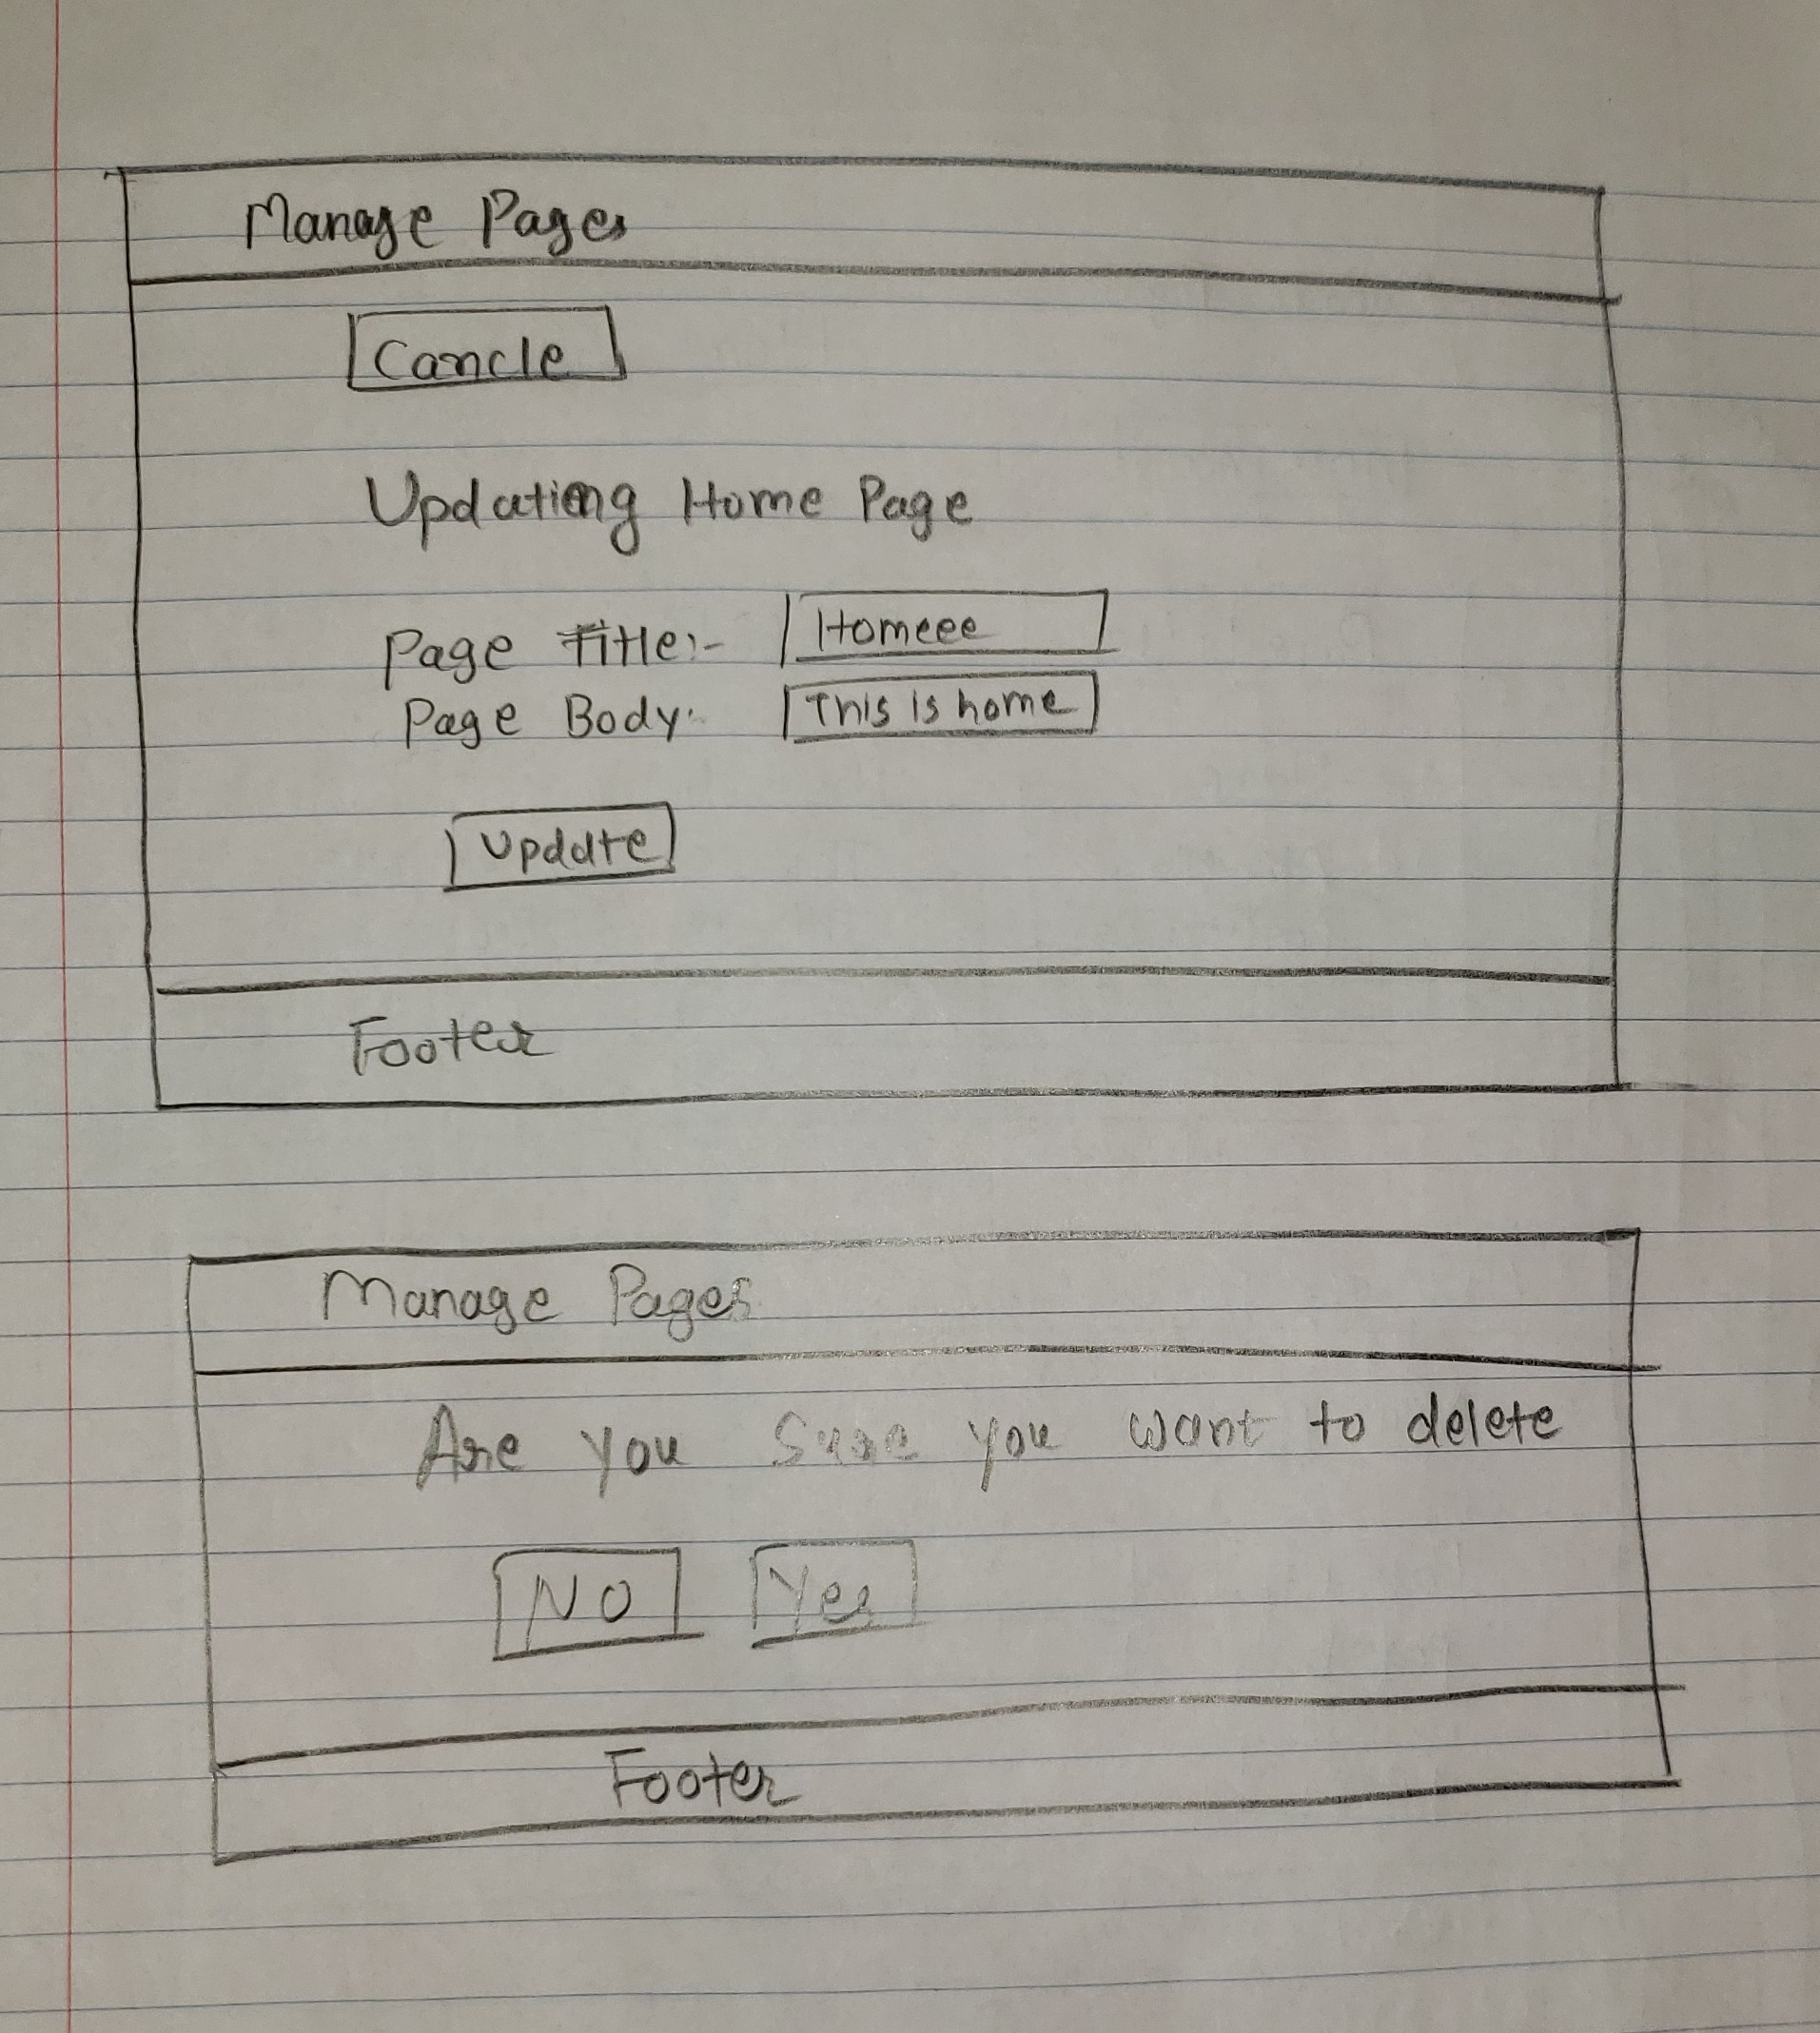 Manage Pages
Cancle
Updating Home Page
Page Title:- Homeee
Page Body: This is home
Update
Footer
Manage Pages
Are you Sure you want to delete
NO Yes
Footer